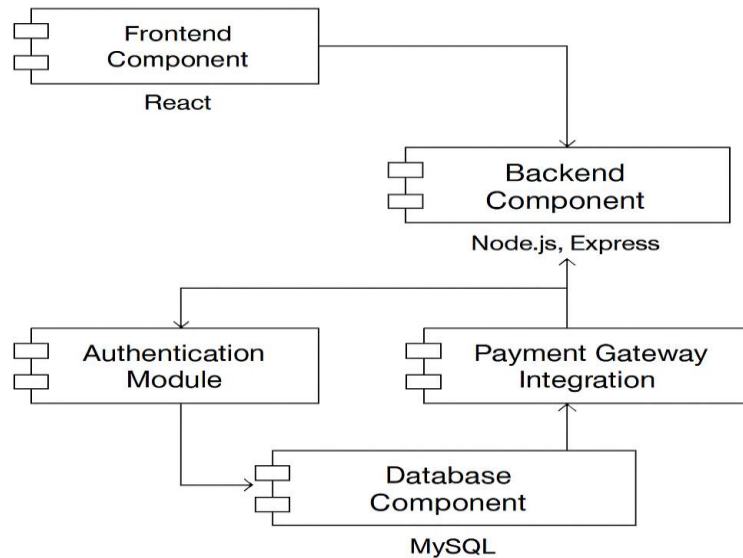 Frontend
Component
React
Backend
Component
Node.js, Express
Authentication
Module
Payment Gateway
Integration
Database
Component
MySQL